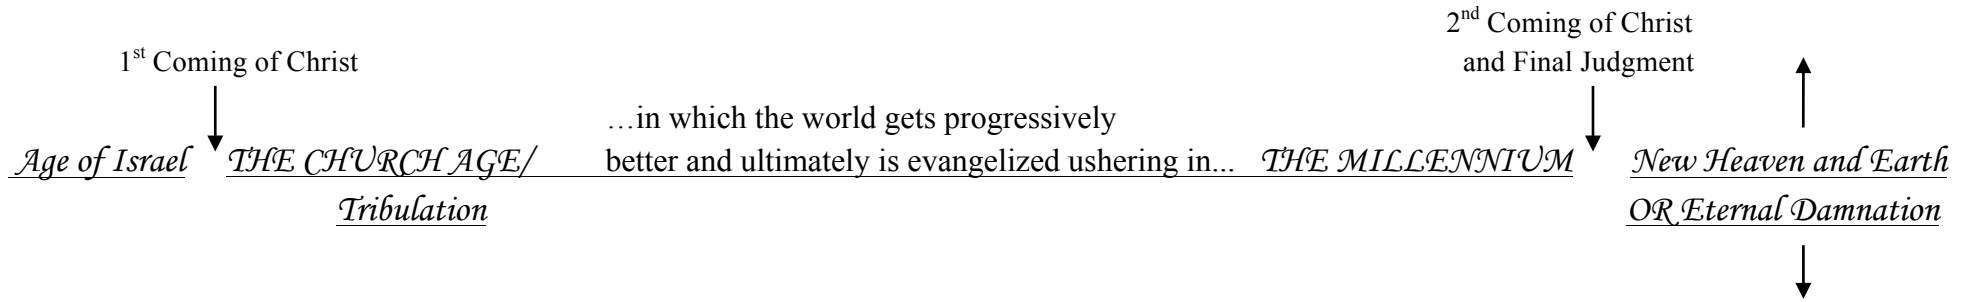 2nd Coming of Christ
1st Coming of Christ
and Final Judgment
…in which the world gets progressively
Age of Israel THE CHURCH AGE/ better and ultimately is evangelized ushering in... THE MILLENNIUM New Heaven and Earth
Tribulation OR Eternal Damnation